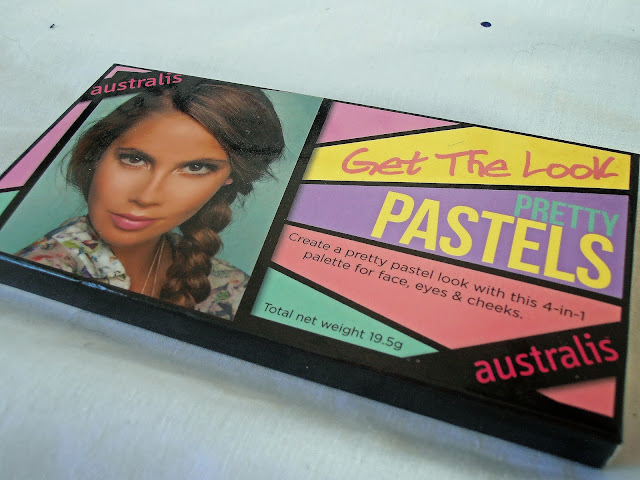 australis
Get The Look
PRETTY
PASTELS
Create a pretty pastel look with this 4-in-1
palette for face, eyes & cheeks.
Total net weight 19.5g
australis